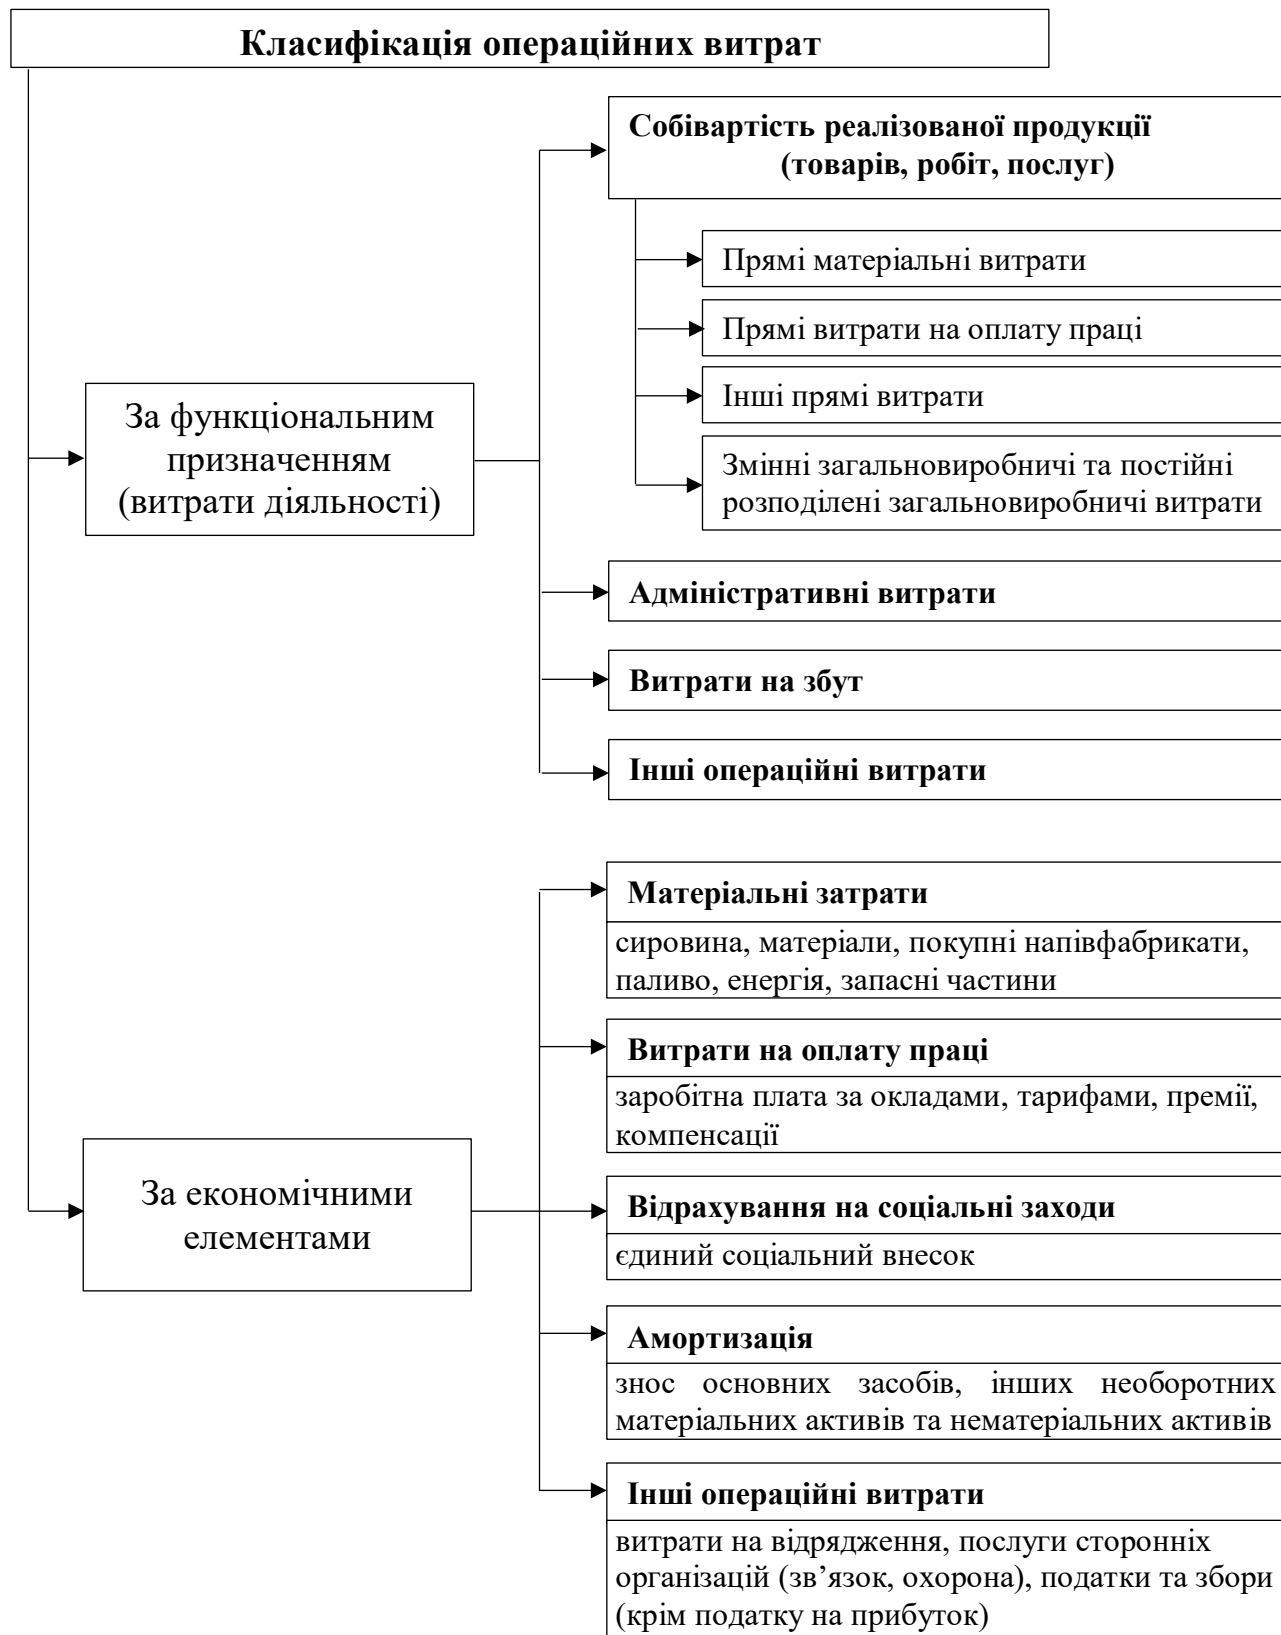 Класифікація операційних витрат
Собівартість реалізованої продукції
(товарів, робіт, послуг)
Прямі матеріальні витрати
Прямі витрати на оплату праці
Інші прямі витрати
Змінні загальновиробничі та постійні
розподілені загальновиробничі витрати
За функціональним
призначенням
(витрати діяльності)
Адміністративні витрати
Витрати на збут
Інші операційні витрати
Матеріальні затрати
сировина, матеріали, покупні напівфабрикати,
паливо, енергія, запасні частини
Витрати на оплату праці
заробітна плата за окладами, тарифами, премії,
компенсації
За економічними
елементами
Відрахування на соціальні заходи
єдиний соціальний внесок
Амортизація
знос основних засобів, інших необоротних
матеріальних активів та нематеріальних активів
Інші операційні витрати
витрати на відрядження, послуги сторонніх
організацій (зв’язок, охорона), податки та збори
(крім податку на прибуток)